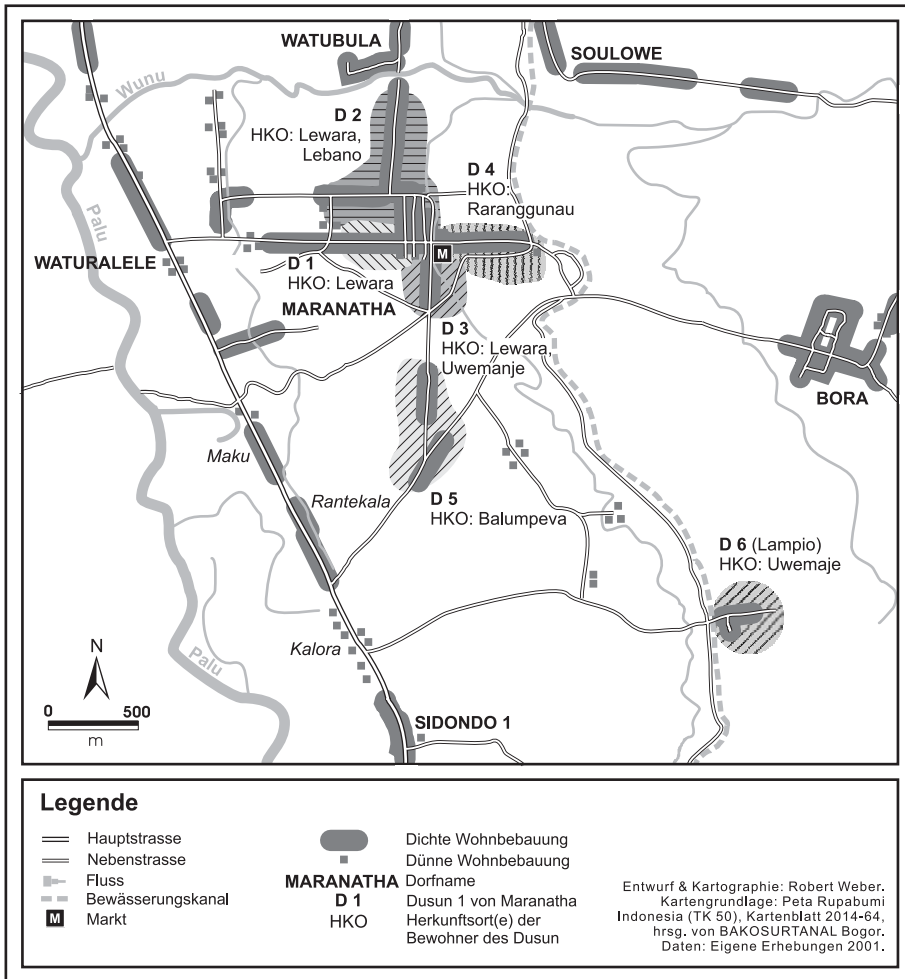 WATUBULA
SOULOWE
Wunu
D 2
HKO: Lewara,
Lebano
D 4
HKO:
Raranggunau
Palu
WATURALELE
M
D 1
HKO: Lewara
MARANATHA
D 3
HKO: Lewara,
Uwemanje
BORA
Maku
Rantekala
D 5
HKO: Balumpeva
D 6 (Lampio)
HKO: Uwemaje
N
Kalora
Palu
0 500
m
SIDONDO 1
Legende
Hauptstrasse
Nebenstrasse
Fluss
Bewässerungskanal
M Markt
Dichte Wohnbebauung
Dünne Wohnbebauung
MARANATHA Dorfname
D 1 Dusun 1 von Maranatha
HKO Herkunftsort(e) der
Bewohner des Dusun
Entwurf & Kartographie: Robert Weber.
Kartengrundlage: Peta Rupabumi
Indonesia (TK 50), Kartenblatt 2014-64,
hrsg. von BAKOSURTANAL Bogor.
Daten: Eigene Erhebungen 2001.